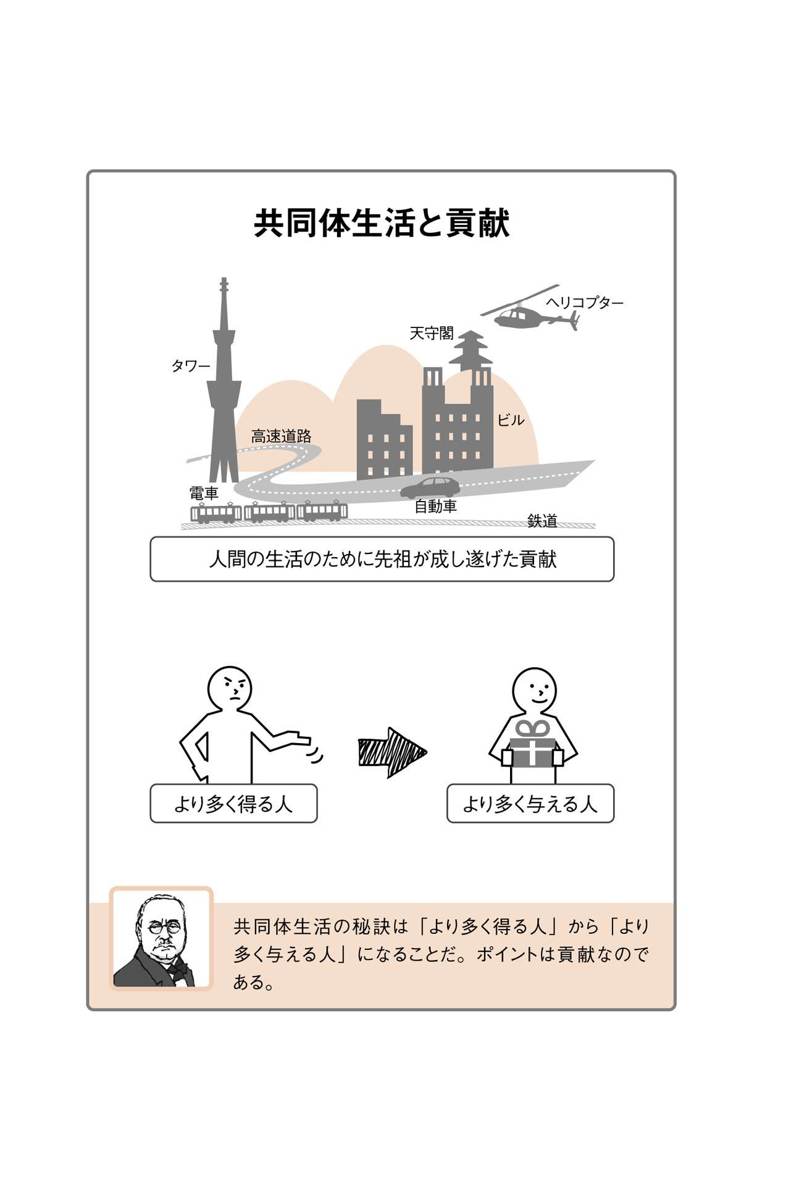 共同体生活と貢献
ヘリコプター
天守閣
タワー
ビル
高速道路
電車
自動車
鉄道
人間の生活のために先祖が成し遂げた貢献
より多く得る人
より多く与える人
共同体生活の秘訣は「より多く得る人」から「より
多く与える人」になることだ。ポイントは貢献なので
ある。